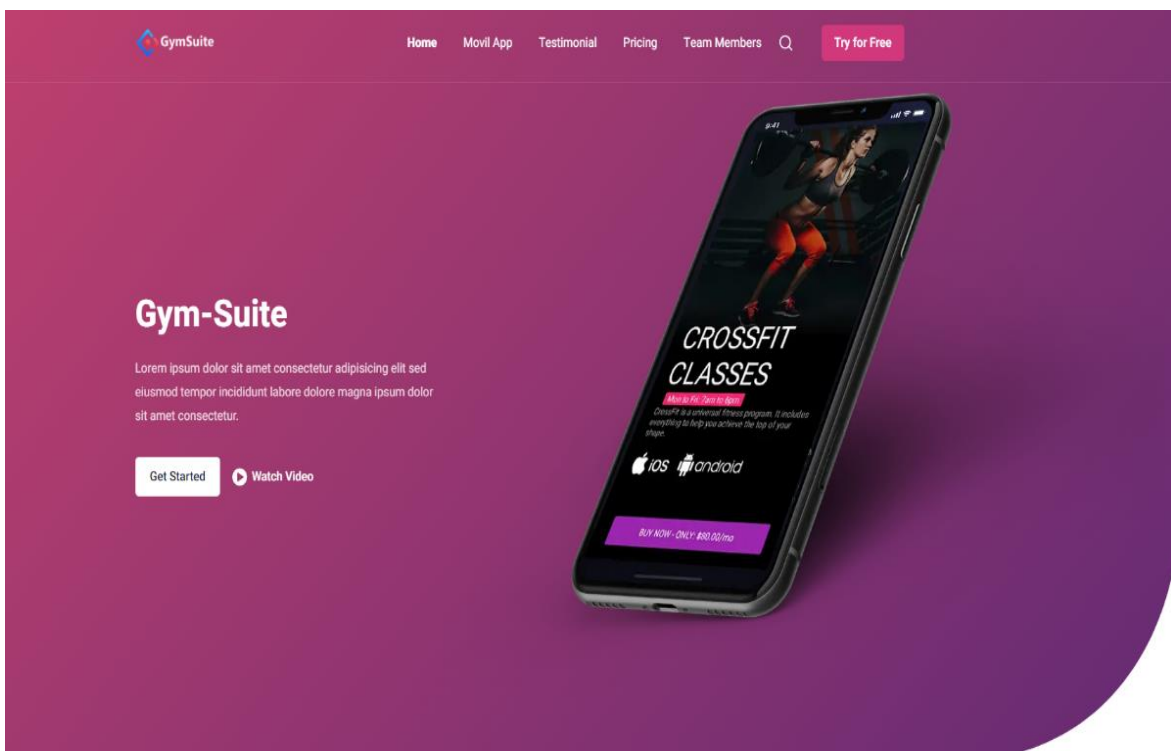 GymSuite
Home
Movil App
Testimonial
Pricing
Team Members
Try for Free
Gym-Suite
Lorem ipsum dolor sit amet consectetur adipisicing elit sed
eiusmod tempor incididunt labore dolore magna ipsum dolor
sit amet consectetur.
Get Started
Watch Video
9:41
CROSSFIT
CLASSES
Mon to Fri: 7am to 6pm
CrossFit is a universal fitness program. It includes
everything to help you achieve the top of your
shape.
iOS
android
BUY NOW - ONLY: $80.00/mo